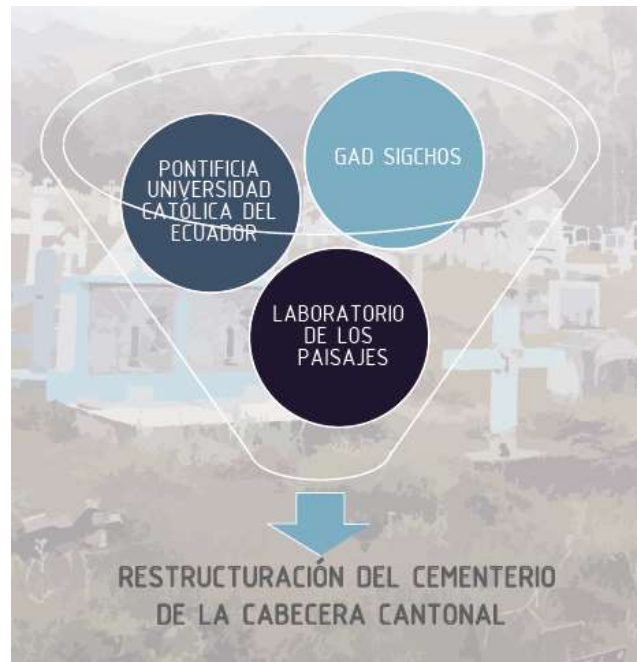 GAD SIGCHOS
PONTIFICIA
UNIVERSIDAD
CATÓLICA DEL
ECUADOR
LABORATORIO
DE LOS
PAISAJES
RESTRUCTURACIÓN DEL CEMENTERIO
DE LA CABECERA CANTONAL